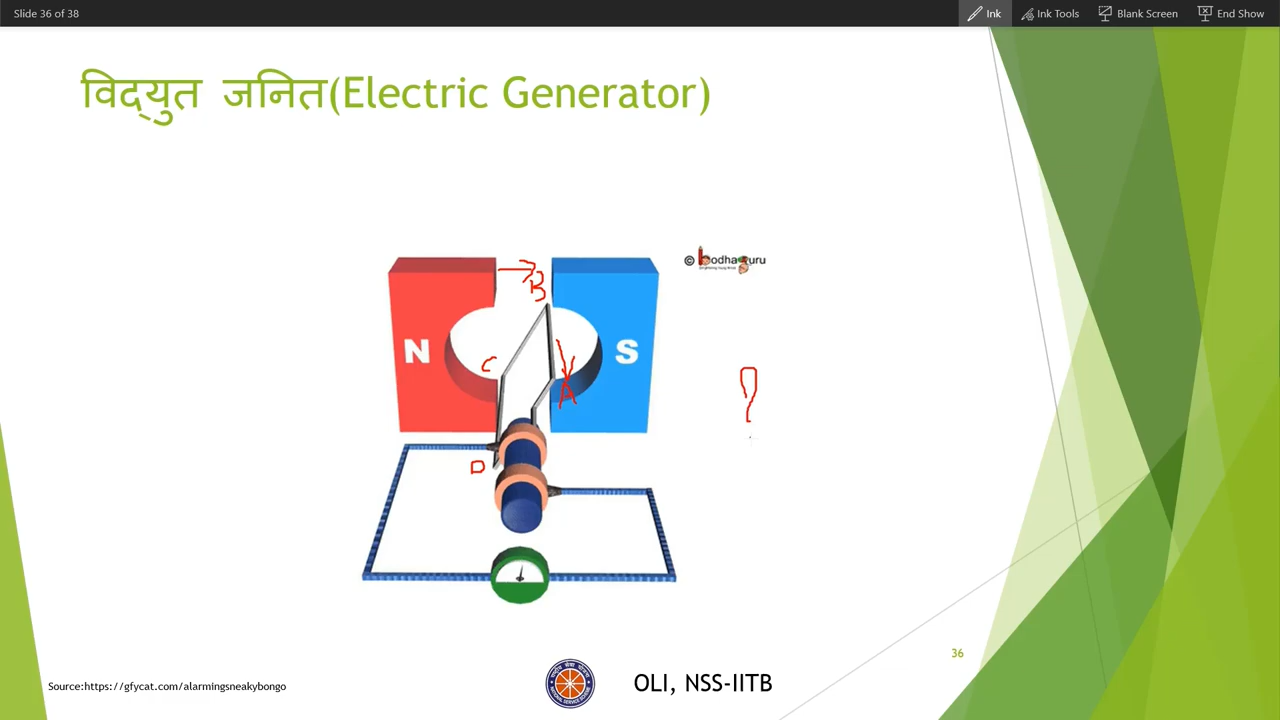 Slide 36 of 38
Ink
Ink Tools
Blank Screen
End Show
विद्युत जनित(Electric Generator)
© bodhaguru
B
N
S
C
A
D
?
36
Source:https://gfycat.com/alarmingsneakybongo
OLI, NSS-IITB